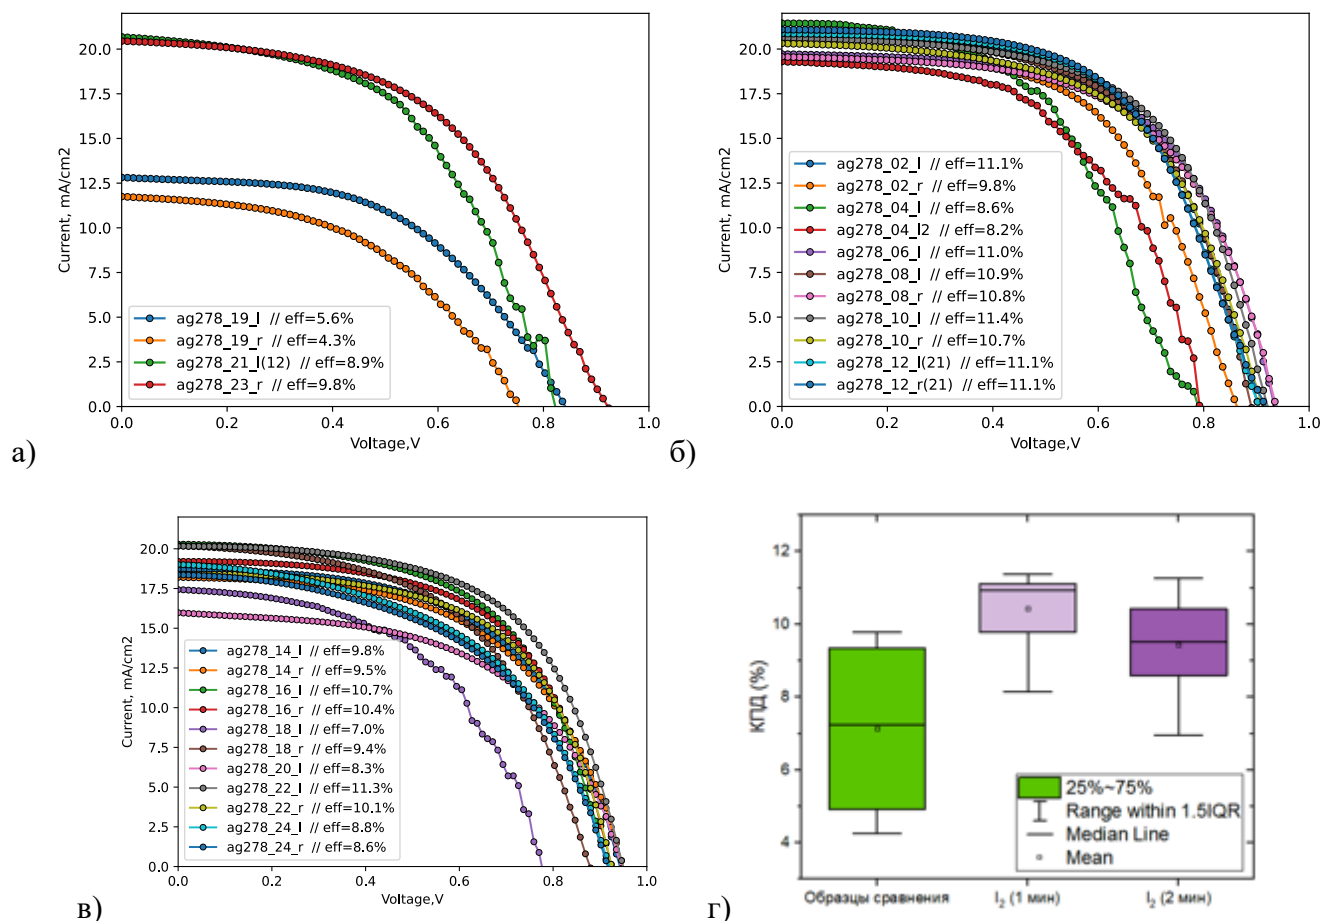 20.0
17.5
15.0
12.5
10.0
7.5
5.0
2.5
0.0
Current, mA/cm2
ag278_19_l // eff=5.6%
ag278_19_r // eff=4.3%
ag278_21_l(12) // eff=8.9%
ag278_23_r // eff=9.8%
0.0 0.2 0.4 0.6 0.8 1.0
Voltage,V
а)
20.0
17.5
15.0
12.5
10.0
7.5
5.0
2.5
0.0
Current, mA/cm2
ag278_02_l // eff=11.1%
ag278_02_r // eff=9.8%
ag278_04_l // eff=8.6%
ag278_04_l2 // eff=8.2%
ag278_06_l // eff=11.0%
ag278_08_l // eff=10.9%
ag278_08_r // eff=10.8%
ag278_10_l // eff=11.4%
ag278_10_r // eff=10.7%
ag278_12_l(21) // eff=11.1%
ag278_12_r(21) // eff=11.1%
0.0 0.2 0.4 0.6 0.8 1.0
Voltage,V
б)
20.0
17.5
15.0
12.5
10.0
7.5
5.0
2.5
0.0
Current, mA/cm2
ag278_14_l // eff=9.8%
ag278_14_r // eff=9.5%
ag278_16_l // eff=10.7%
ag278_16_r // eff=10.4%
ag278_18_l // eff=7.0%
ag278_18_r // eff=9.4%
ag278_20_l // eff=8.3%
ag278_22_l // eff=11.3%
ag278_22_r // eff=10.1%
ag278_24_l // eff=8.8%
ag278_24_r // eff=8.6%
0.0 0.2 0.4 0.6 0.8 1.0
Voltage,V
в)
12
10
8
6
4
КПД (%)
25%~75%
Range within 1.5IQR
Median Line
Mean
Образцы сравнения I₂ (1 мин) I₂ (2 мин)
г)